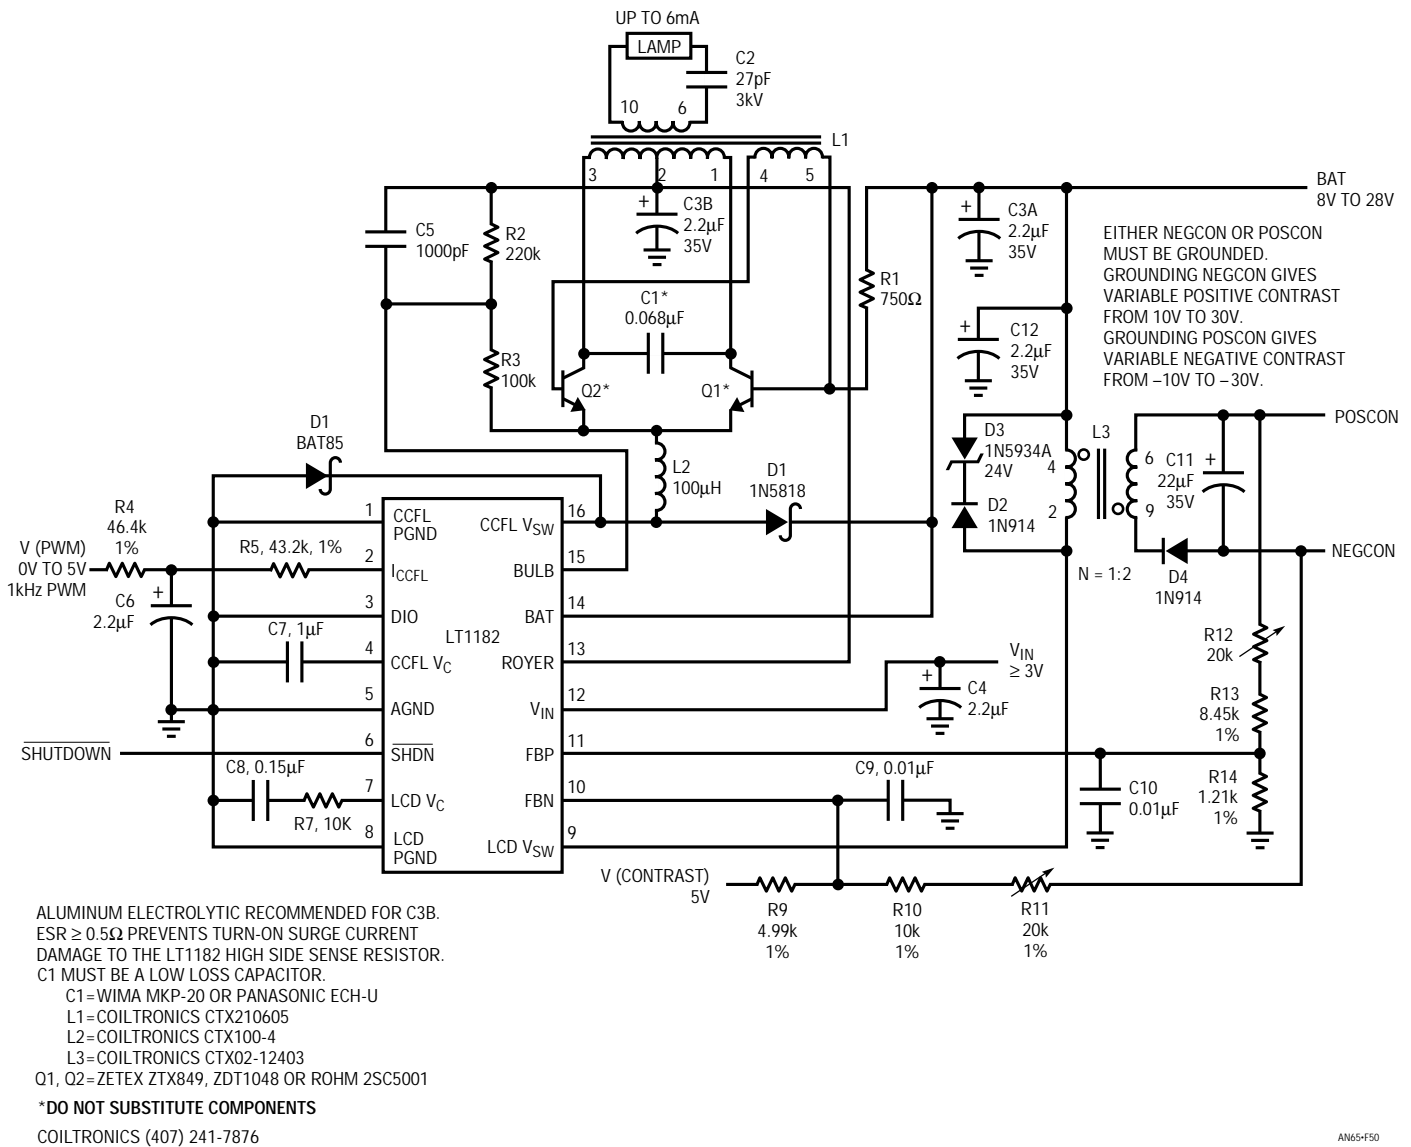 UP TO 6mA
LAMP
C2
27pF
3kV
10
6
L1
3
2
1
4
5
BAT
8V TO 28V
+
C3B
2.2µF
35V
+
C3A
2.2µF
35V
C5
1000pF
R2
220k
R1
750Ω
EITHER NEGCON OR POSCON
MUST BE GROUNDED.
GROUNDING NEGCON GIVES
VARIABLE POSITIVE CONTRAST
FROM 10V TO 30V.
GROUNDING POSCON GIVES
VARIABLE NEGATIVE CONTRAST
FROM –10V TO –30V.
C1*
0.068µF
+
C12
2.2µF
35V
R3
100k
Q2*
Q1*
POSCON
D1
BAT85
L2
100µH
D1
1N5818
D3
1N5934A
24V
D2
1N914
L3
4
2
6
9
C11
22µF
35V
+
N = 1:2
D4
1N914
NEGCON
R4
46.4k
1%
V (PWM)
0V TO 5V
1kHz PWM
R5, 43.2k, 1%
C6
2.2µF
+
C7, 1µF
1
CCFL
PGND
2
ICCFL
3
DIO
4
CCFL VC
5
AGND
6
SHDN
7
LCD VC
8
LCD
PGND
LT1182
16
CCFL VSW
15
BULB
14
BAT
13
ROYER
12
VIN
11
FBP
10
FBN
9
LCD VSW
SHUTDOWN
C8, 0.15µF
R7, 10K
VIN
≥ 3V
+
C4
2.2µF
R12
20k
R13
8.45k
1%
R14
1.21k
1%
C9, 0.01µF
C10
0.01µF
V (CONTRAST)
5V
R9
4.99k
1%
R10
10k
1%
R11
20k
1%
ALUMINUM ELECTROLYTIC RECOMMENDED FOR C3B.
ESR ≥ 0.5Ω PREVENTS TURN-ON SURGE CURRENT
DAMAGE TO THE LT1182 HIGH SIDE SENSE RESISTOR.
C1 MUST BE A LOW LOSS CAPACITOR.
C1=WIMA MKP-20 OR PANASONIC ECH-U
L1=COILTRONICS CTX210605
L2=COILTRONICS CTX100-4
L3=COILTRONICS CTX02-12403
Q1, Q2=ZETEX ZTX849, ZDT1048 OR ROHM 2SC5001
*DO NOT SUBSTITUTE COMPONENTS
COILTRONICS (407) 241-7876
AN65•F50